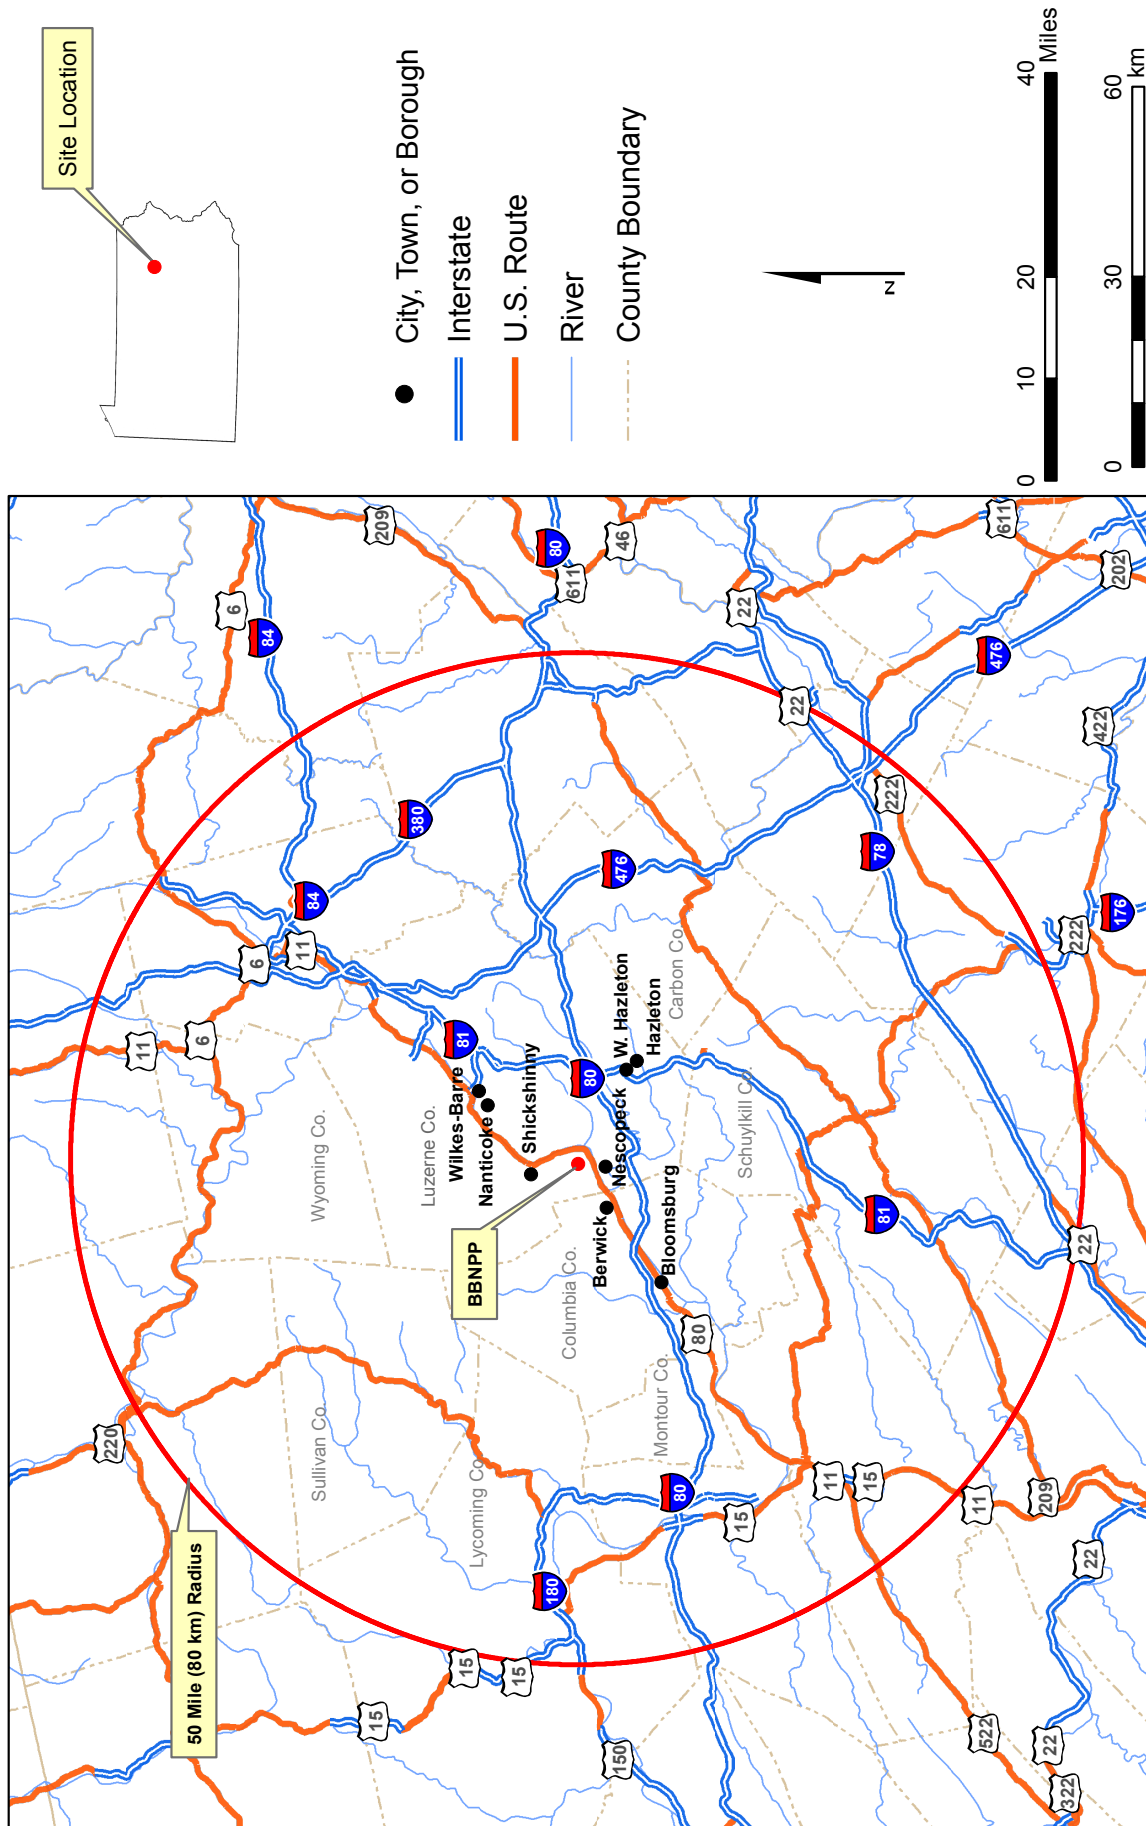 Site Location
City, Town, or Borough
Interstate
U.S. Route
River
County Boundary
N
0 10 20 40 Miles
0 30 60 km
50 Mile (80 km) Radius
BBNPP
Wyoming Co.
Sullivan Co.
Luzerne Co.
Lycoming Co.
Columbia Co.
Montour Co.
Carbon Co.
Schuylkill Co.
Wilkes-Barre
Nanticoke
Shickshinny
W. Hazleton
Hazleton
Nescopeck
Berwick
Bloomsburg
220
11
6
6
11
6
84
84
209
380
81
80
476
80
611
46
15
15
15
180
150
80
15
80
11
15
11
209
22
522
22
322
81
22
78
222
22
22
476
611
202
422
222
176